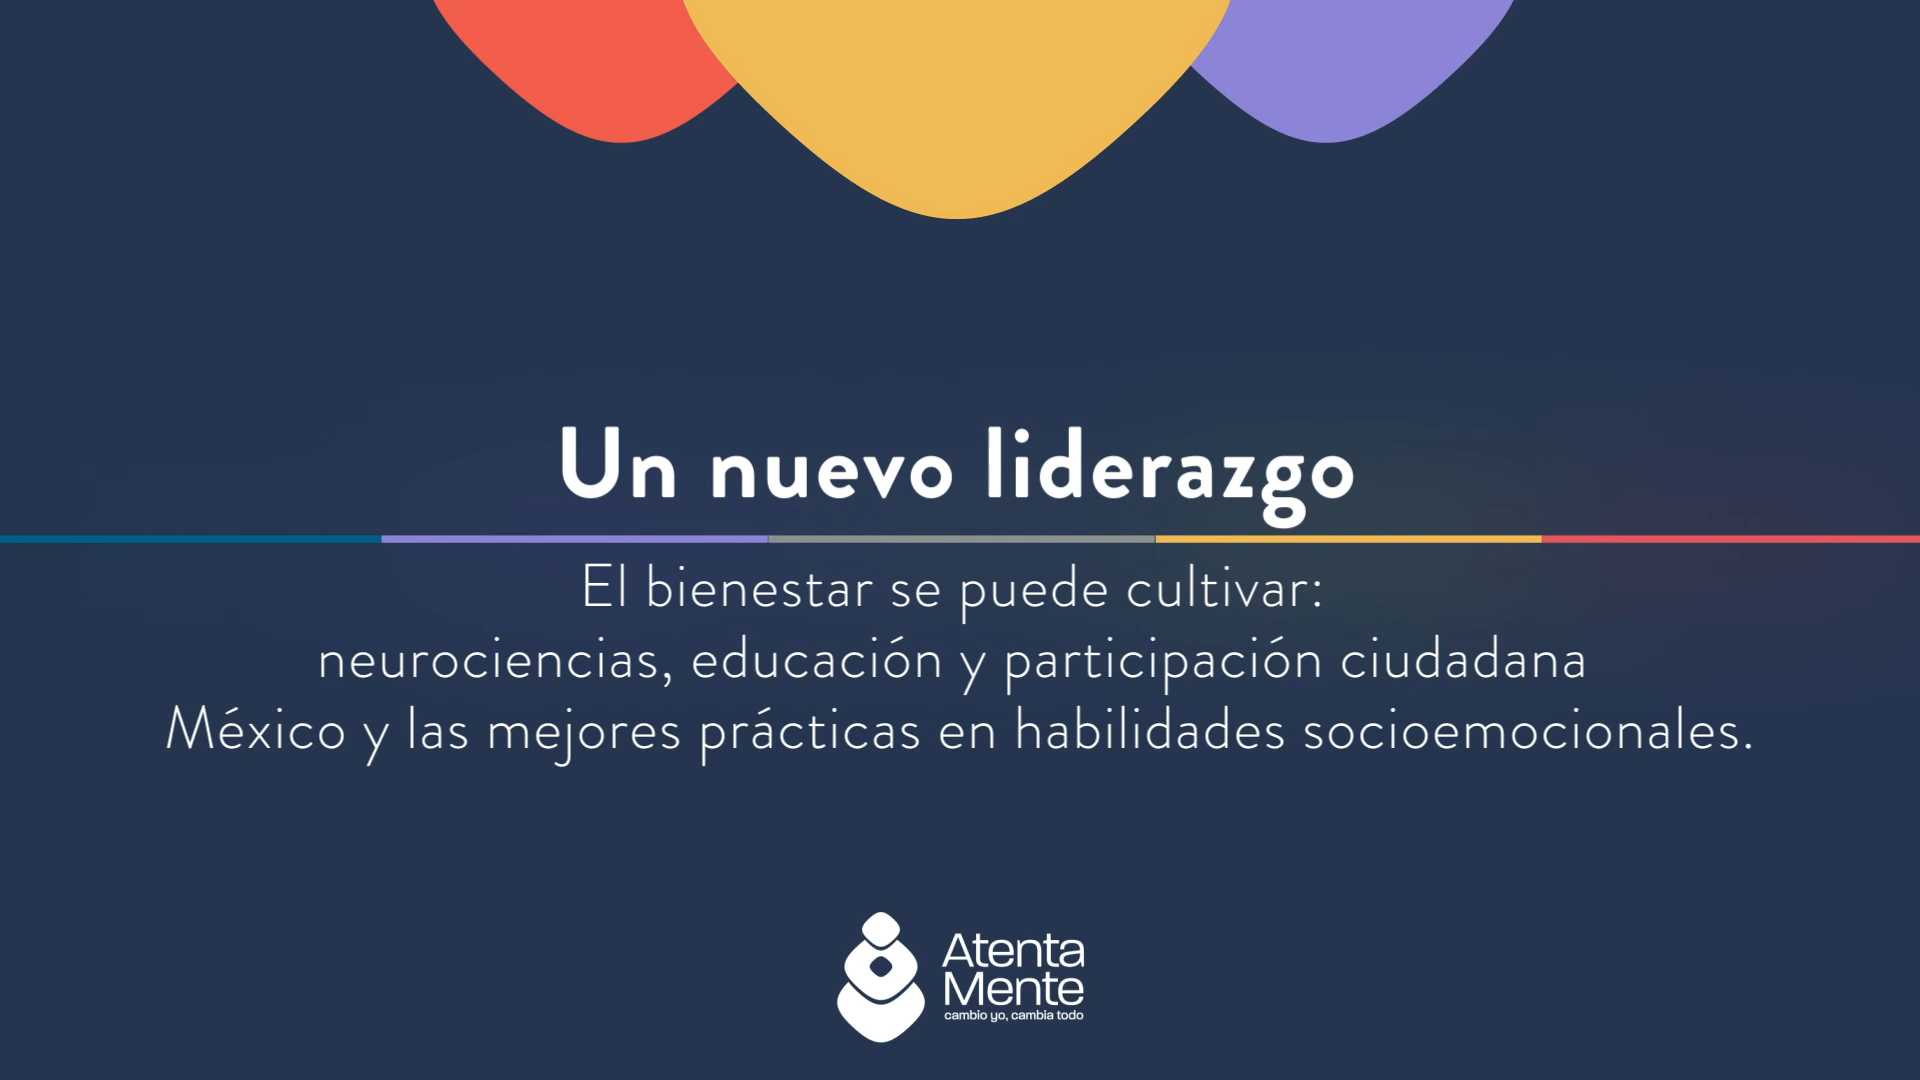 Un nuevo liderazgo
El bienestar se puede cultivar:
neurociencias, educación y participación ciudadana
México y las mejores prácticas en habilidades socioemocionales.
Atenta
Mente
cambio yo, cambia todo